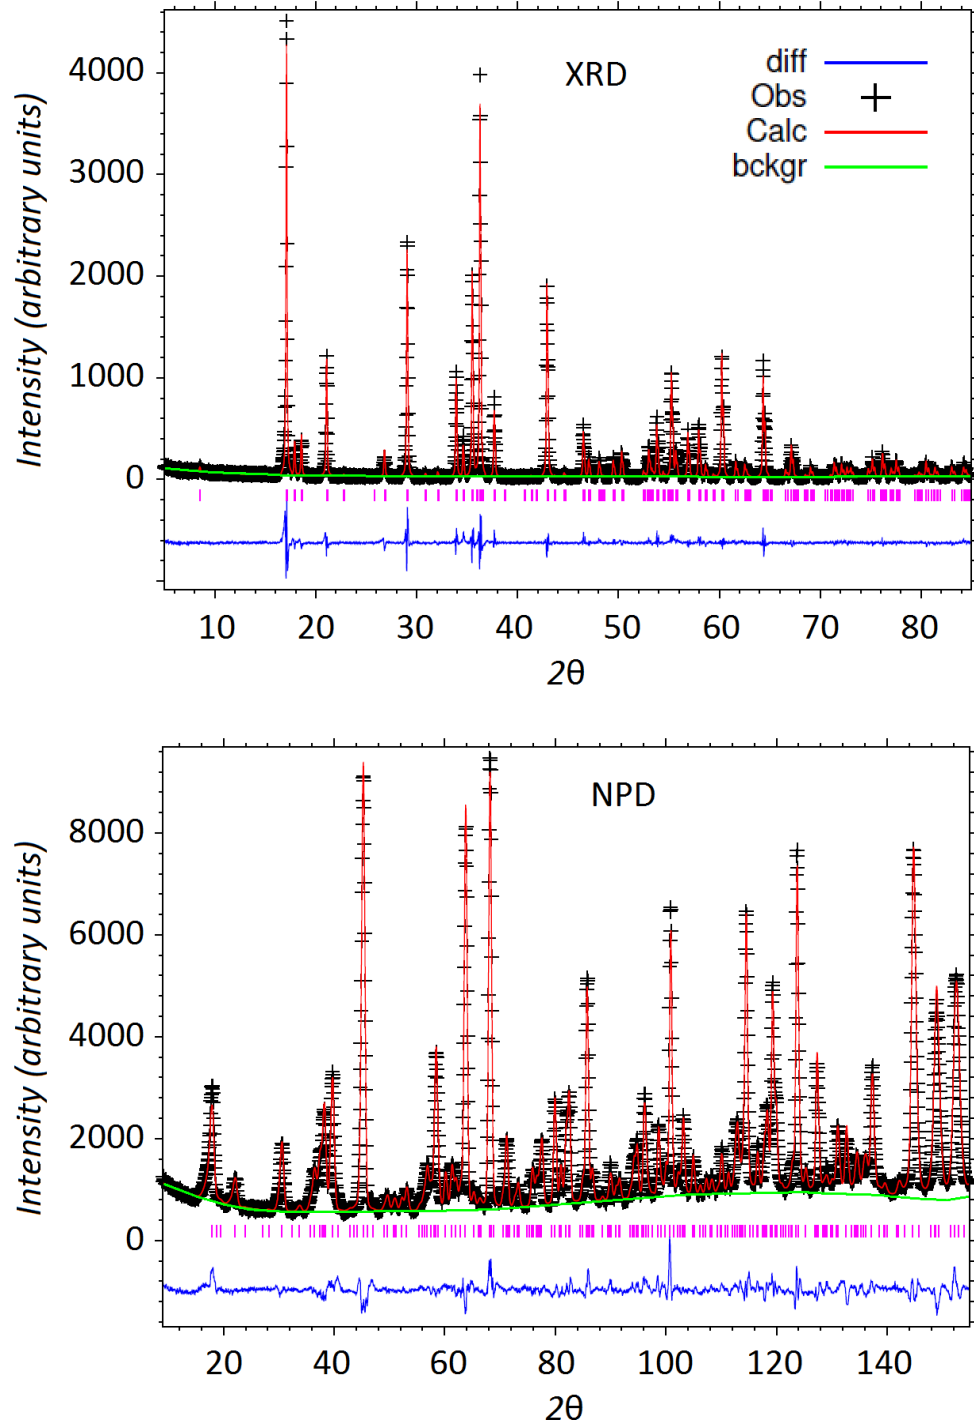 XRD
diff
Obs
Calc
bckgr
Intensity (arbitrary units)
4000
3000
2000
1000
0
10 20 30 40 50 60 70 80
2θ
NPD
Intensity (arbitrary units)
8000
6000
4000
2000
0
20 40 60 80 100 120 140
2θ